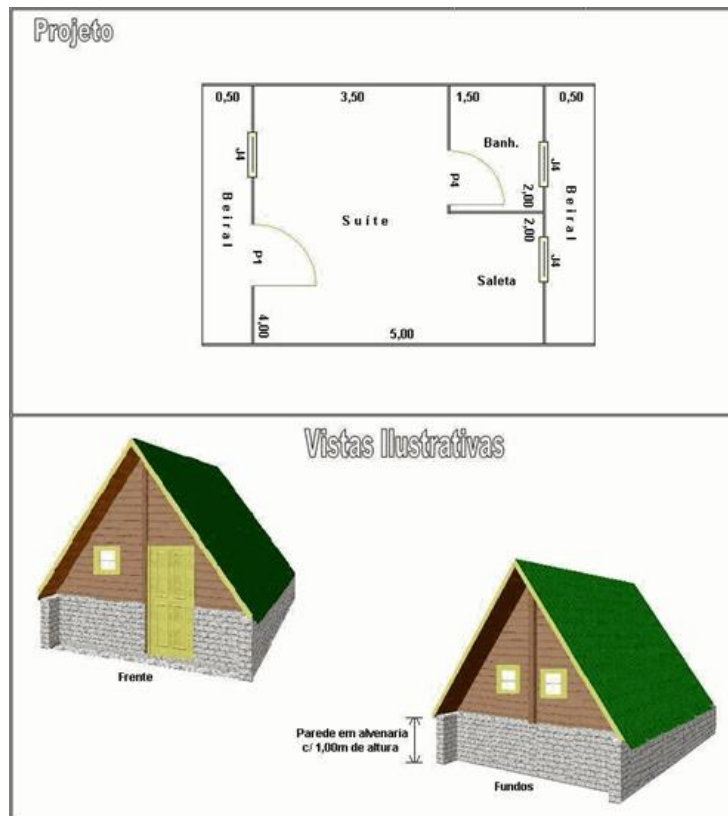 Projeto
0,50 3,50 1,50 0,50
Banh.
J4
J4
P4
2,00
Beiral
Beiral
Suíte
2,00
P1
J4
Saleta
4,00
5,00
Vistas Ilustrativas
Frente
Parede em alvenaria
c/ 1,00m de altura
Fundos